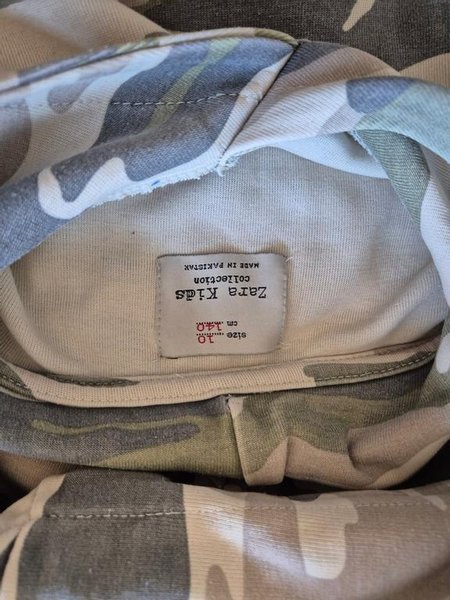 size 10
cm 140
Zara Kids
collection
MADE IN PAKISTAN